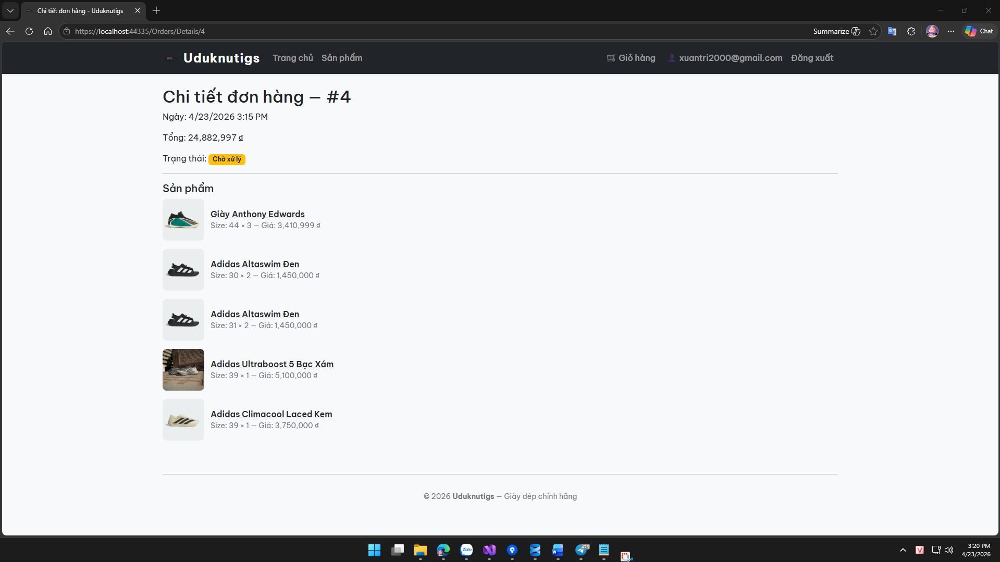 Chi tiết đơn hàng - Uduknutigs
https://localhost:44335/Orders/Details/4
Summarize
Chat
Uduknutigs
Trang chủ
Sản phẩm
Giỏ hàng
xuantri2000@gmail.com
Đăng xuất
Chi tiết đơn hàng — #4
Ngày: 4/23/2026 3:15 PM
Tổng: 24,882,997 ₫
Trạng thái: Chờ xử lý
Sản phẩm
Giày Anthony Edwards
Size: 44 × 3 — Giá: 3,410,999 ₫
Adidas Altaswim Đen
Size: 30 × 2 — Giá: 1,450,000 ₫
Adidas Altaswim Đen
Size: 31 × 2 — Giá: 1,450,000 ₫
Adidas Ultraboost 5 Bạc Xám
Size: 39 × 1 — Giá: 5,100,000 ₫
Adidas Climacool Laced Kem
Size: 39 × 1 — Giá: 3,750,000 ₫
© 2026 Uduknutigs — Giày dép chính hãng
Zalo
W
475
V
3:20 PM
4/23/2026